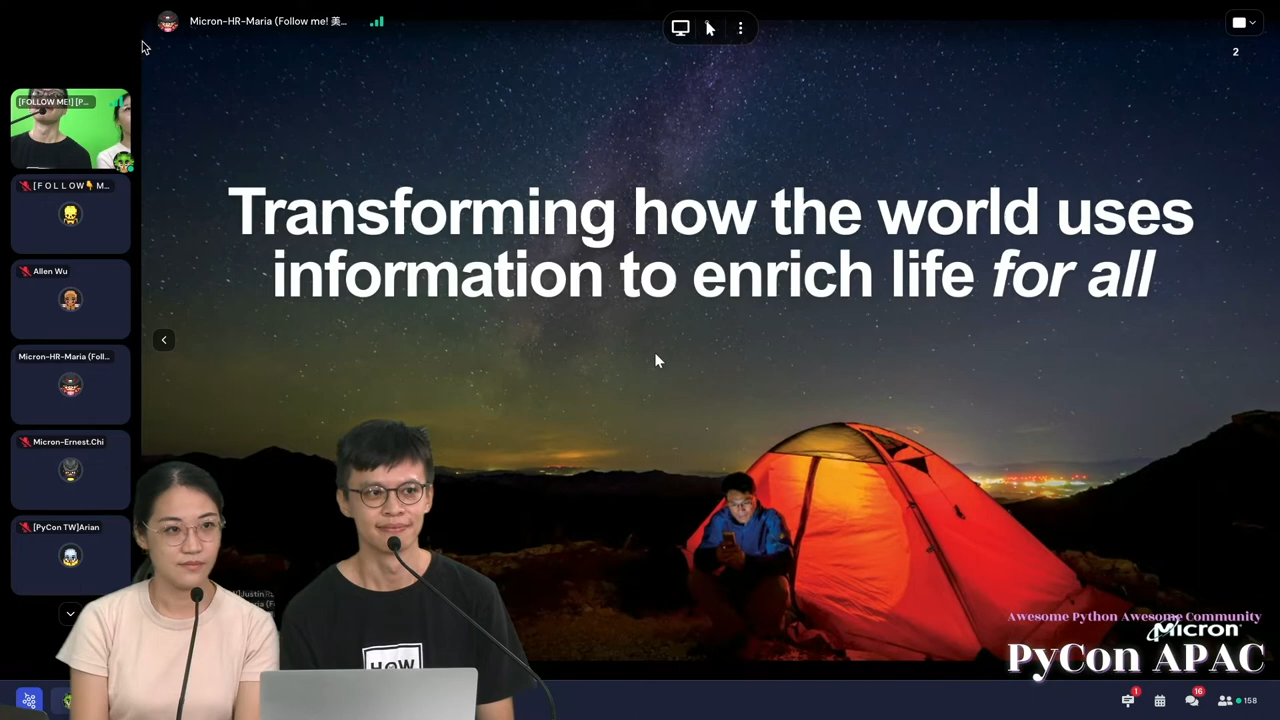 Micron-HR-Maria (Follow me! 美...
2
[FOLLOW ME!] [P...
[F O L L O W👇 M...
Allen Wu
Micron-HR-Maria (Foll...
Micron-Ernest.Chi
[PyCon TW]Arian
Transforming how the world uses
information to enrich life for all
HOW
Awesome Python Awesome Community
Micron
PyCon APAC
1
16
158